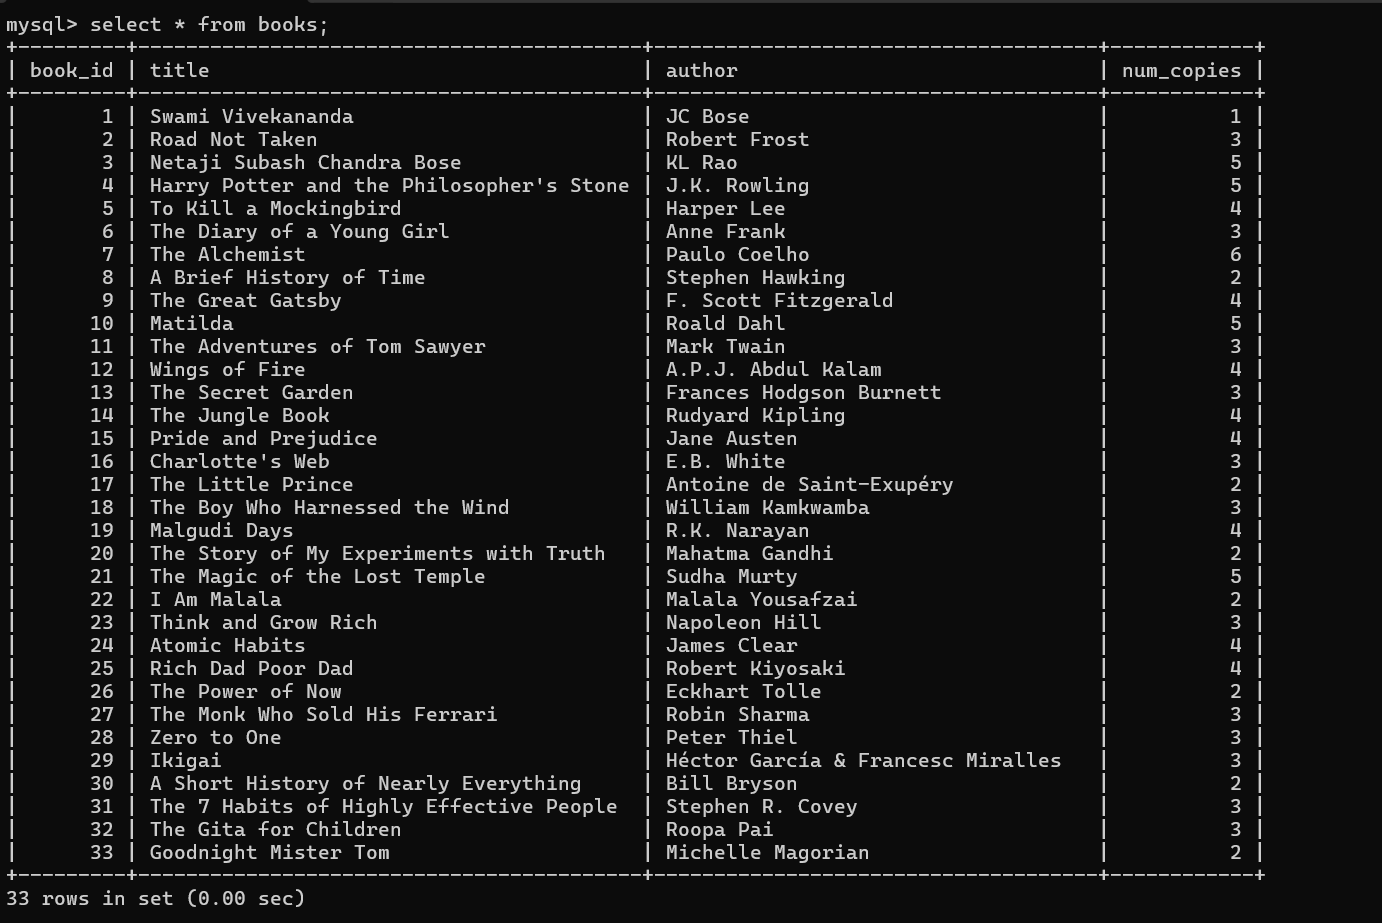 mysql> select * from books;
+---------+------------------------------------------+-------------------------------------+------------+
| book_id | title                                    | author                              | num_copies |
+---------+------------------------------------------+-------------------------------------+------------+
|       1 | Swami Vivekananda                        | JC Bose                             |          1 |
|       2 | Road Not Taken                           | Robert Frost                        |          3 |
|       3 | Netaji Subash Chandra Bose               | KL Rao                              |          5 |
|       4 | Harry Potter and the Philosopher's Stone | J.K. Rowling                        |          5 |
|       5 | To Kill a Mockingbird                    | Harper Lee                          |          4 |
|       6 | The Diary of a Young Girl                | Anne Frank                          |          3 |
|       7 | The Alchemist                            | Paulo Coelho                        |          6 |
|       8 | A Brief History of Time                  | Stephen Hawking                     |          2 |
|       9 | The Great Gatsby                         | F. Scott Fitzgerald                 |          4 |
|      10 | Matilda                                  | Roald Dahl                          |          5 |
|      11 | The Adventures of Tom Sawyer             | Mark Twain                          |          3 |
|      12 | Wings of Fire                            | A.P.J. Abdul Kalam                  |          4 |
|      13 | The Secret Garden                        | Frances Hodgson Burnett             |          3 |
|      14 | The Jungle Book                          | Rudyard Kipling                     |          4 |
|      15 | Pride and Prejudice                      | Jane Austen                         |          4 |
|      16 | Charlotte's Web                          | E.B. White                          |          3 |
|      17 | The Little Prince                        | Antoine de Saint-Exupéry            |          2 |
|      18 | The Boy Who Harnessed the Wind           | William Kamkwamba                   |          3 |
|      19 | Malgudi Days                             | R.K. Narayan                        |          4 |
|      20 | The Story of My Experiments with Truth   | Mahatma Gandhi                      |          2 |
|      21 | The Magic of the Lost Temple             | Sudha Murty                         |          5 |
|      22 | I Am Malala                              | Malala Yousafzai                    |          2 |
|      23 | Think and Grow Rich                      | Napoleon Hill                       |          3 |
|      24 | Atomic Habits                            | James Clear                         |          4 |
|      25 | Rich Dad Poor Dad                        | Robert Kiyosaki                     |          4 |
|      26 | The Power of Now                         | Eckhart Tolle                       |          2 |
|      27 | The Monk Who Sold His Ferrari            | Robin Sharma                        |          3 |
|      28 | Zero to One                              | Peter Thiel                         |          3 |
|      29 | Ikigai                                   | Héctor García & Francesc Miralles   |          3 |
|      30 | A Short History of Nearly Everything     | Bill Bryson                         |          2 |
|      31 | The 7 Habits of Highly Effective People  | Stephen R. Covey                    |          3 |
|      32 | The Gita for Children                    | Roopa Pai                           |          3 |
|      33 | Goodnight Mister Tom                     | Michelle Magorian                   |          2 |
+---------+------------------------------------------+-------------------------------------+------------+
33 rows in set (0.00 sec)